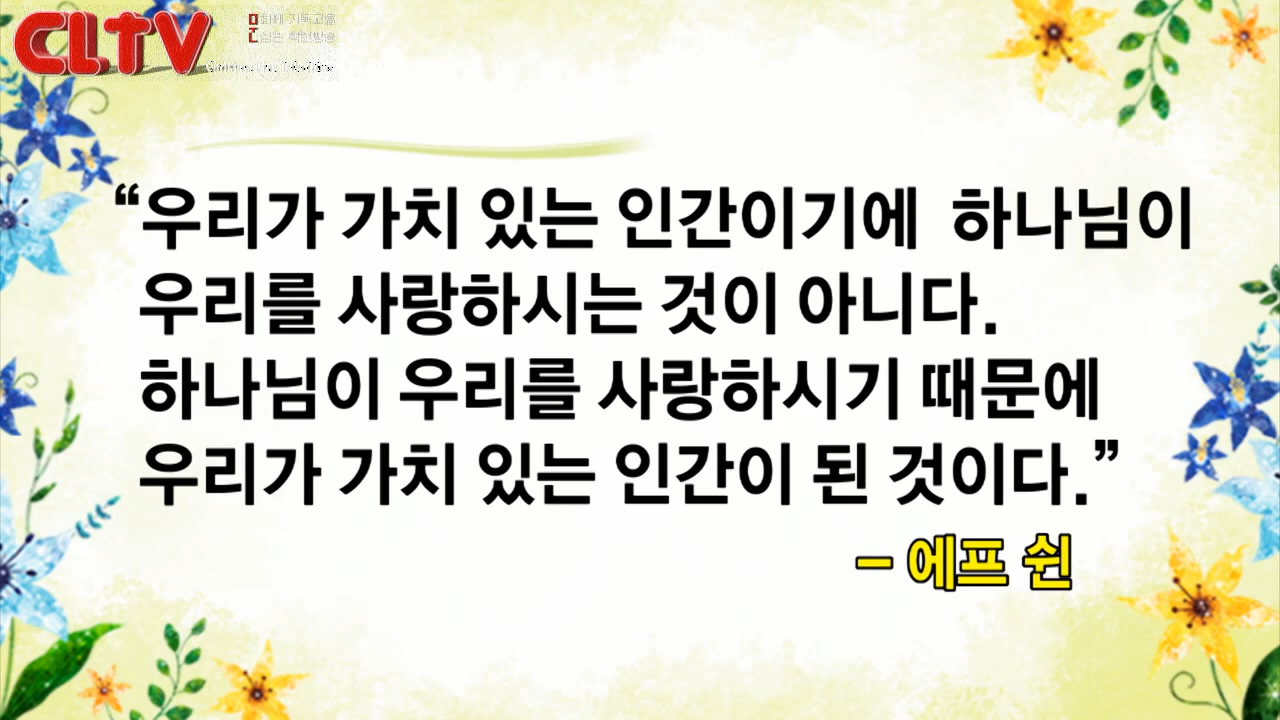 CLTV
"우리가 가치 있는 인간이기에 하나님이
우리를 사랑하시는 것이 아니다.
하나님이 우리를 사랑하시기 때문에
우리가 가치 있는 인간이 된 것이다."
- 에프 쉰